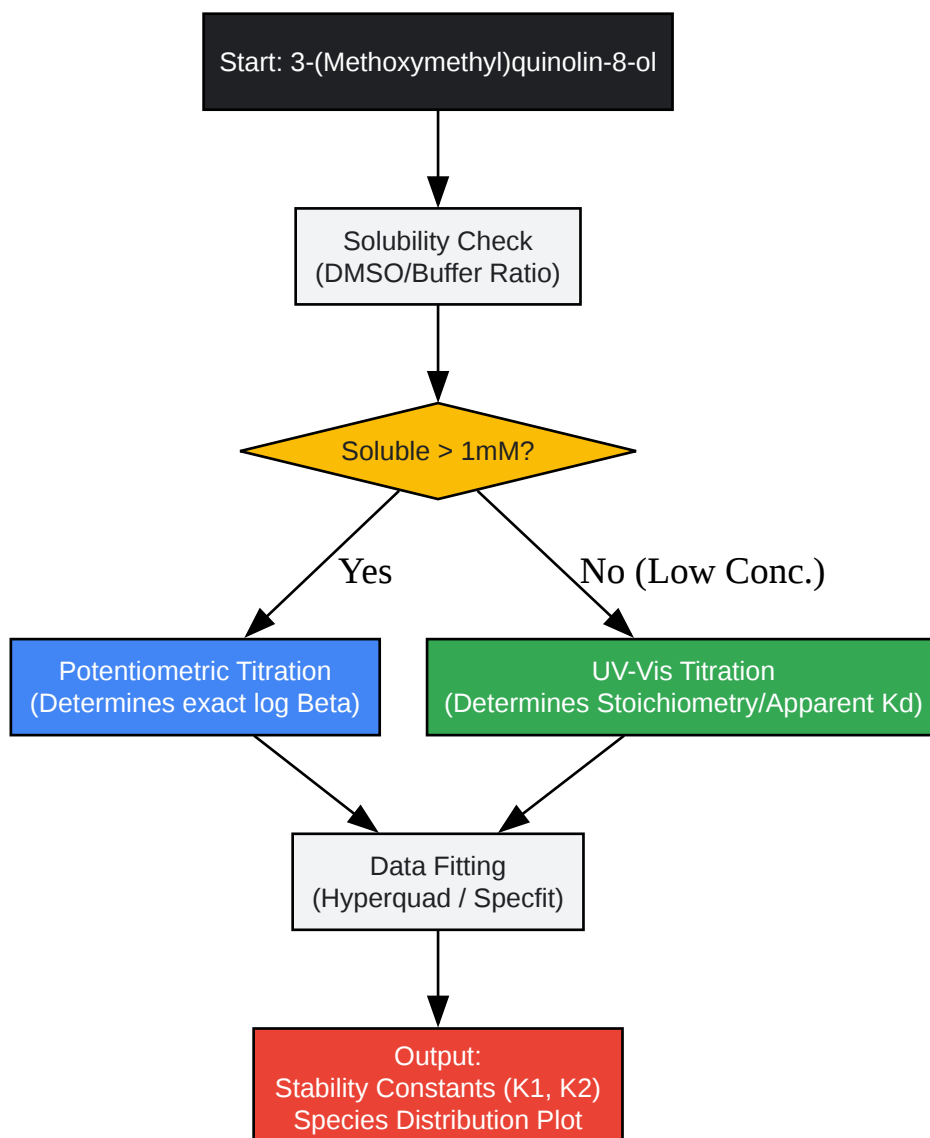 Start: 3-(Methoxymethyl)quinolin-8-ol
Solubility Check
(DMSO/Buffer Ratio)
Soluble > 1mM?
Yes
No (Low Conc.)
Potentiometric Titration
(Determines exact log Beta)
UV-Vis Titration
(Determines Stoichiometry/Apparent Kd)
Data Fitting
(Hyperquad / Specfit)
Output:
Stability Constants (K1, K2)
Species Distribution Plot